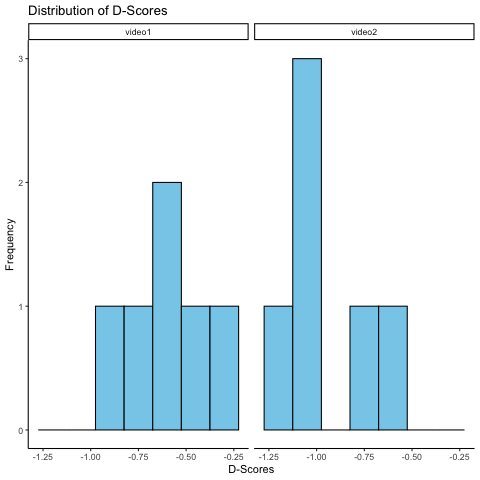 Distribution of D-Scores
video1
video2
3
2
1
0
Frequency
-1.25 -1.00 -0.75 -0.50 -0.25
-1.25 -1.00 -0.75 -0.50 -0.25
D-Scores